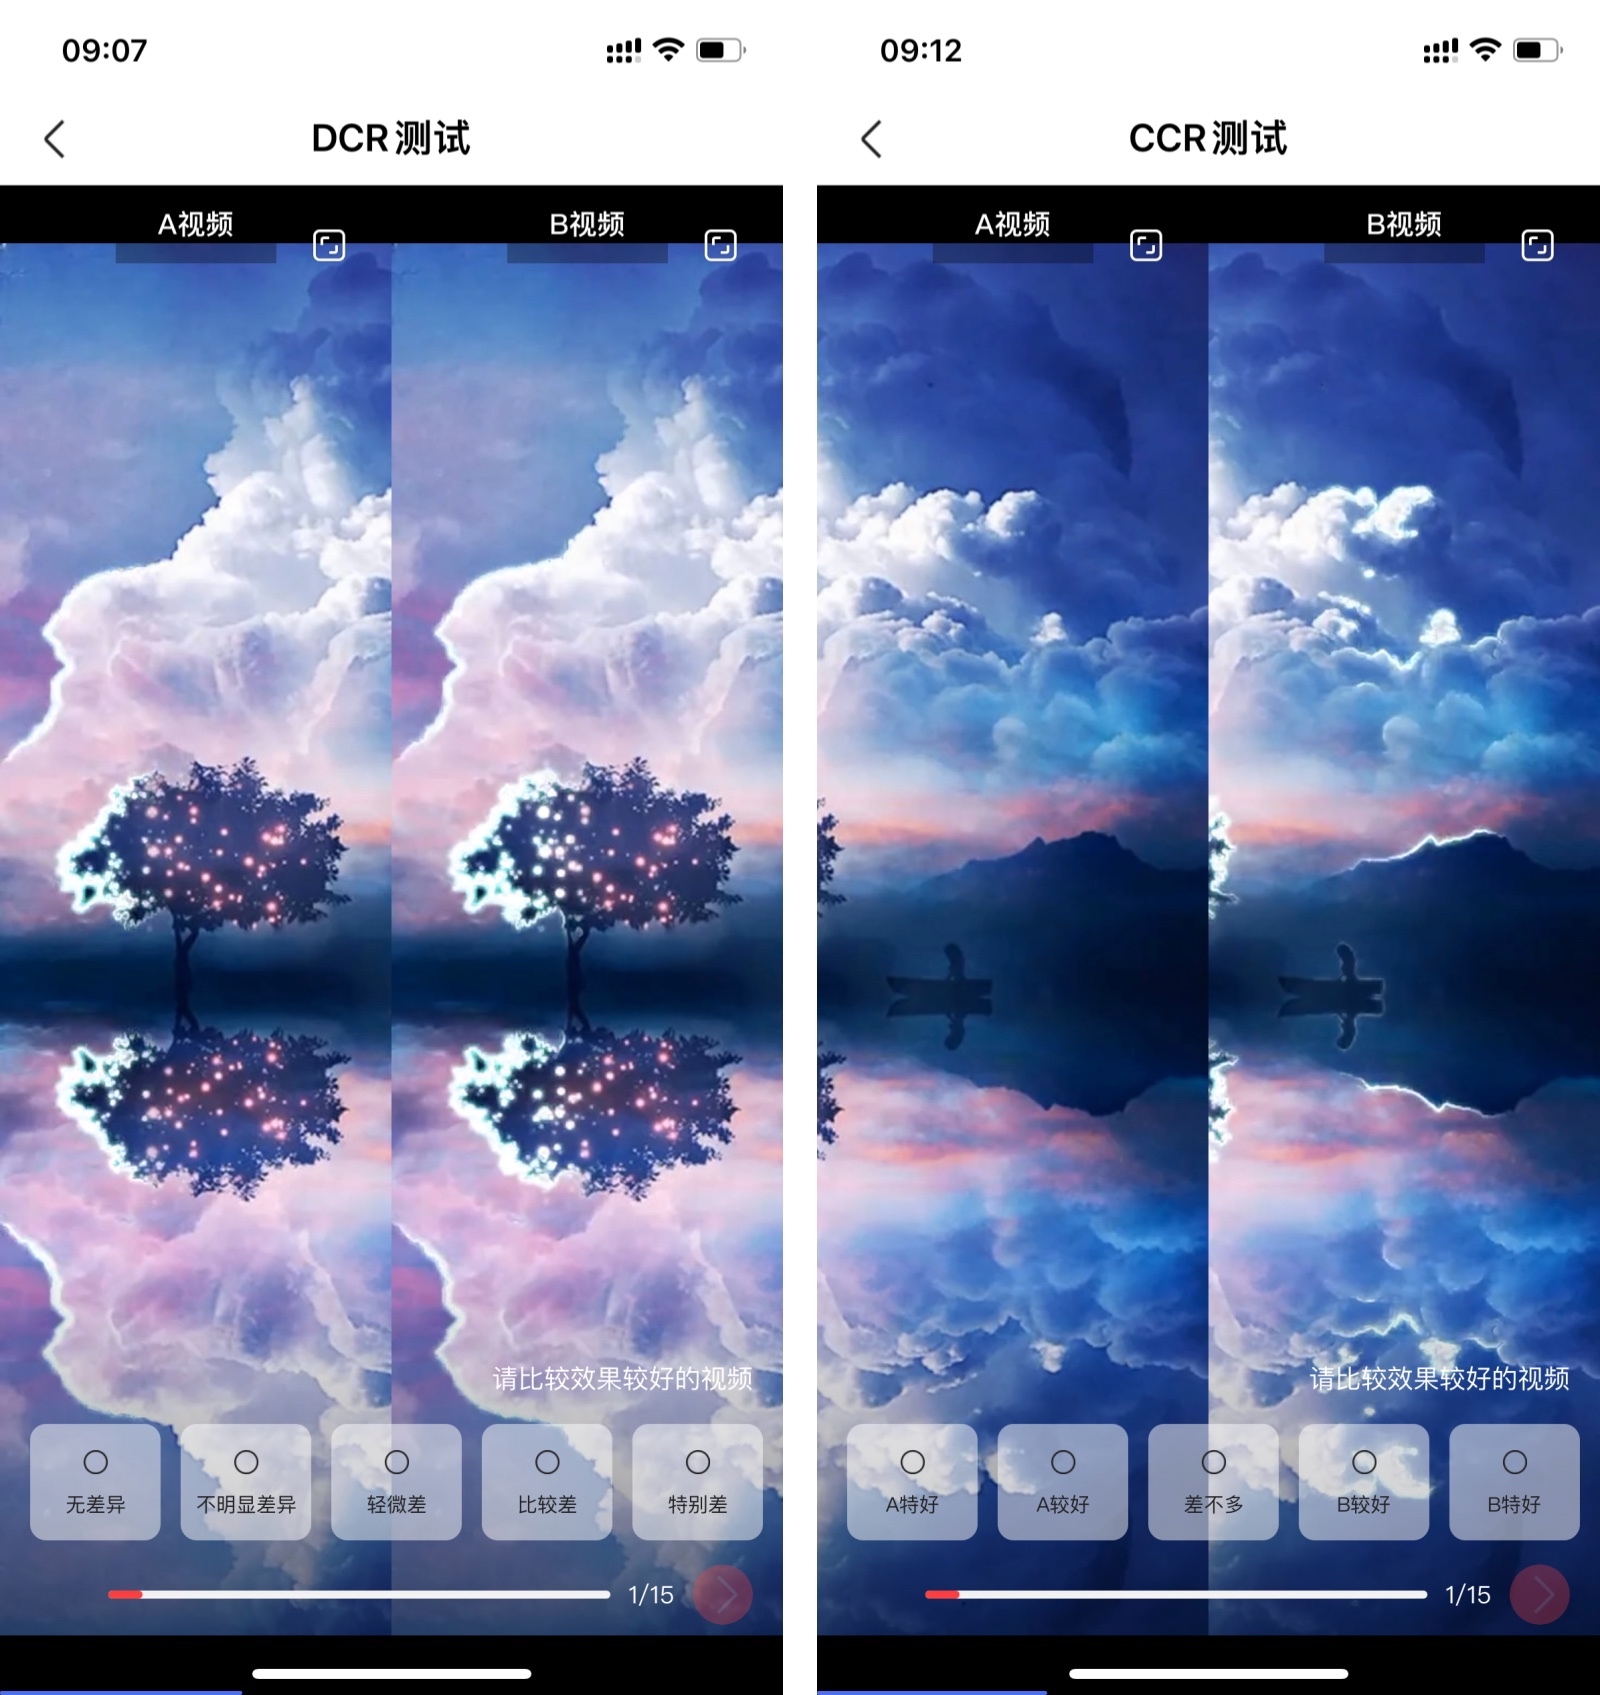 09:07
DCR测试
A视频
B视频
请比较效果较好的视频
无差异
不明显差异
轻微差
比较差
特别差
1/15
09:12
CCR测试
A视频
B视频
请比较效果较好的视频
A特好
A较好
差不多
B较好
B特好
1/15